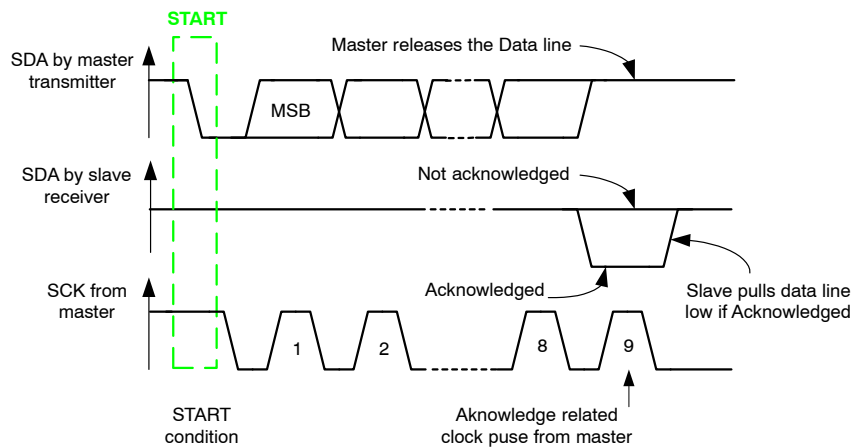 START
Master releases the Data line
SDA by master
transmitter
MSB
SDA by slave
receiver
Not acknowledged
SCK from
master
Acknowledged
Slave pulls data line
low if Acknowledged
1
2
8
9
START
condition
Aknowledge related
clock puse from master